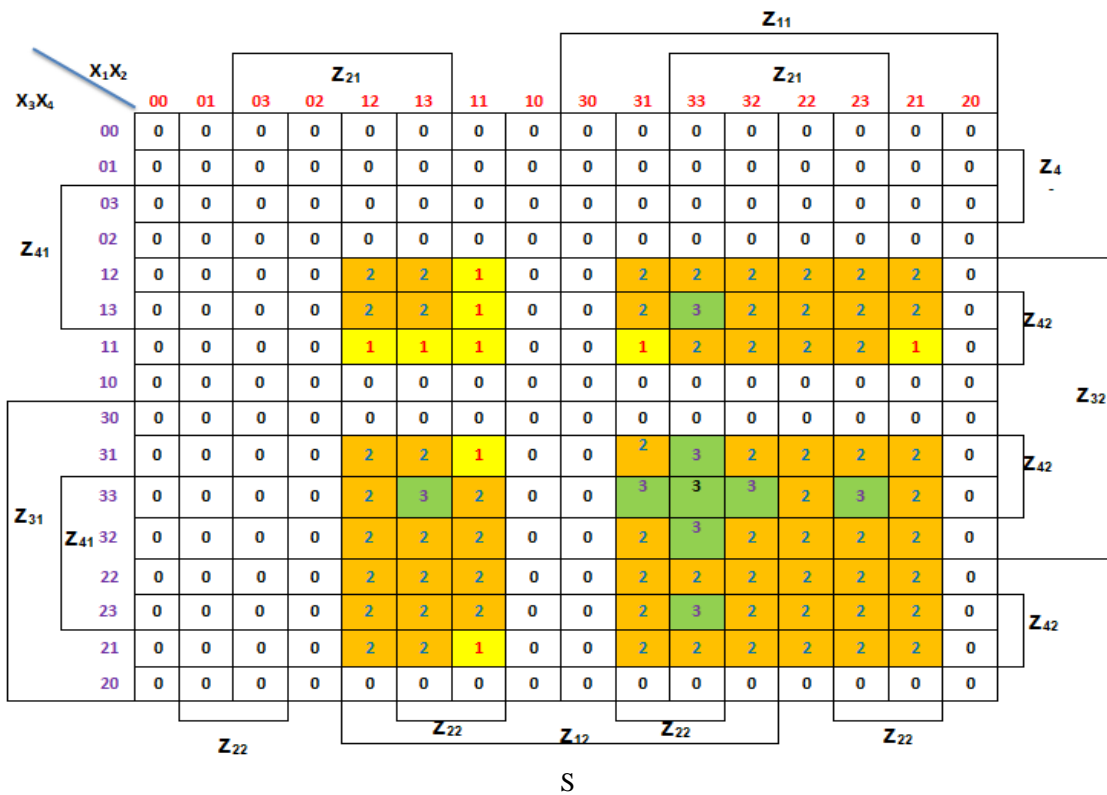 Z11
X1X2
Z21
Z21
X3X4
00 01 03 02 12 13 11 10 30 31 33 32 22 23 21 20
00 0 0 0 0 0 0 0 0 0 0 0 0 0 0 0 0
01 0 0 0 0 0 0 0 0 0 0 0 0 0 0 0 0
Z4
-
03 0 0 0 0 0 0 0 0 0 0 0 0 0 0 0 0
Z41
02 0 0 0 0 0 0 0 0 0 0 0 0 0 0 0 0
12 0 0 0 0 2 2 1 0 0 2 2 2 2 2 2 0
13 0 0 0 0 2 2 1 0 0 2 3 2 2 2 2 0
Z42
11 0 0 0 0 1 1 1 0 0 1 2 2 2 2 1 0
10 0 0 0 0 0 0 0 0 0 0 0 0 0 0 0 0
Z32
30 0 0 0 0 0 0 0 0 0 0 0 0 0 0 0 0
31 0 0 0 0 2 2 1 0 0 2 3 2 2 2 2 0
Z42
33 0 0 0 0 2 3 2 0 0 3 3 3 2 3 2 0
Z31
Z41
32 0 0 0 0 2 2 2 0 0 2 3 2 2 2 2 0
22 0 0 0 0 2 2 2 0 0 2 2 2 2 2 2 0
23 0 0 0 0 2 2 2 0 0 2 3 2 2 2 2 0
Z42
21 0 0 0 0 2 2 1 0 0 2 2 2 2 2 2 0
20 0 0 0 0 0 0 0 0 0 0 0 0 0 0 0 0
Z22 Z22 Z12 Z22 Z22
S